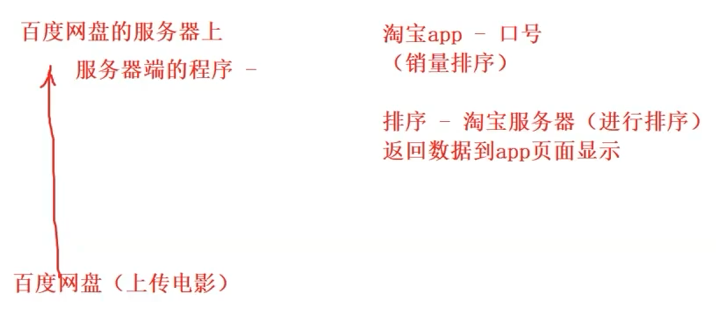 百度网盘的服务器上
服务器端的程序 -
百度网盘（上传电影）
淘宝app - 口号
（销量排序）
排序 - 淘宝服务器（进行排序）
返回数据到app页面显示